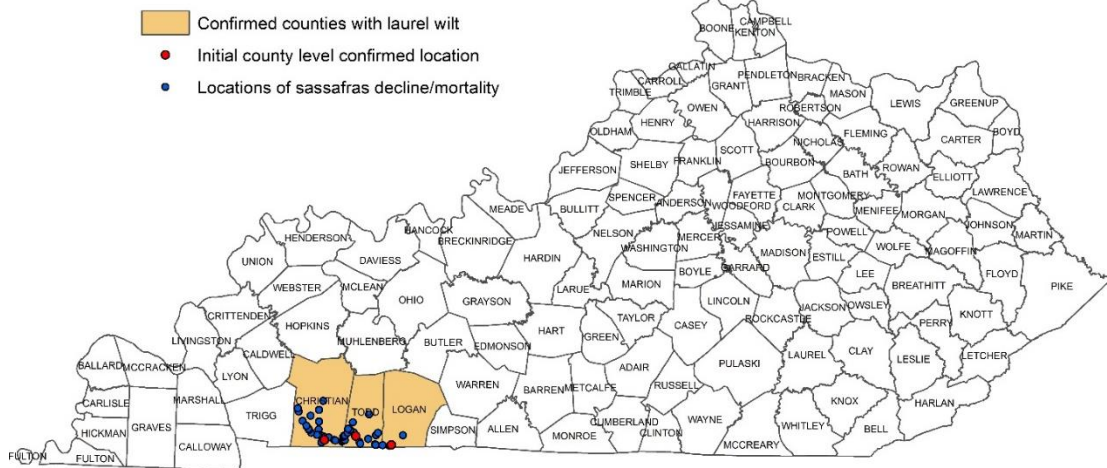 Confirmed counties with laurel wilt
Initial county level confirmed location
Locations of sassafras decline/mortality
CAMPBELL
BOONE
KENTON
GALLATIN
CARROLL
TRIMBLE
GRANT
PENDLETON
BRACKEN
MASON
LEWIS
GREENUP
OWEN
ROBERTSON
HENRY
HARRISON
FLEMING
CARTER
BOYD
OLDHAM
NICHOLAS
SCOTT
SHELBY
FRANKLIN
BOURBON
ROWAN
JEFFERSON
BATH
ELLIOTT
LAWRENCE
SPENCER
ANDERSON
WOODFORD
FAYETTE
CLARK
MONTGOMERY
MENIFEE
MORGAN
MEADE
BULLITT
JESSAMINE
POWELL
JOHNSON
MARTIN
HANCOCK
BRECKINRIDGE
NELSON
WASHINGTON
MERCER
MADISON
ESTILL
WOLFE
MAGOFFIN
HENDERSON
DAVIESS
HARDIN
BOYLE
GARRARD
LEE
FLOYD
UNION
WEBSTER
MCLEAN
OHIO
GRAYSON
LARUE
MARION
LINCOLN
BREATHITT
PIKE
CRITTENDEN
HOPKINS
MUHLENBERG
BUTLER
EDMONSON
HART
GREEN
TAYLOR
CASEY
ROCKCASTLE
JACKSON
OWSLEY
PERRY
KNOTT
LIVINGSTON
CALDWELL
LYON
WARREN
BARREN
METCALFE
ADAIR
RUSSELL
PULASKI
LAUREL
CLAY
LESLIE
LETCHER
BALLARD
MCCRACKEN
CARLISLE
MARSHALL
TRIGG
CHRISTIAN
TODD
LOGAN
SIMPSON
ALLEN
MONROE
CUMBERLAND
CLINTON
WAYNE
MCCREARY
WHITLEY
KNOX
BELL
HARLAN
HICKMAN
GRAVES
CALLOWAY
FULTON
FULTON